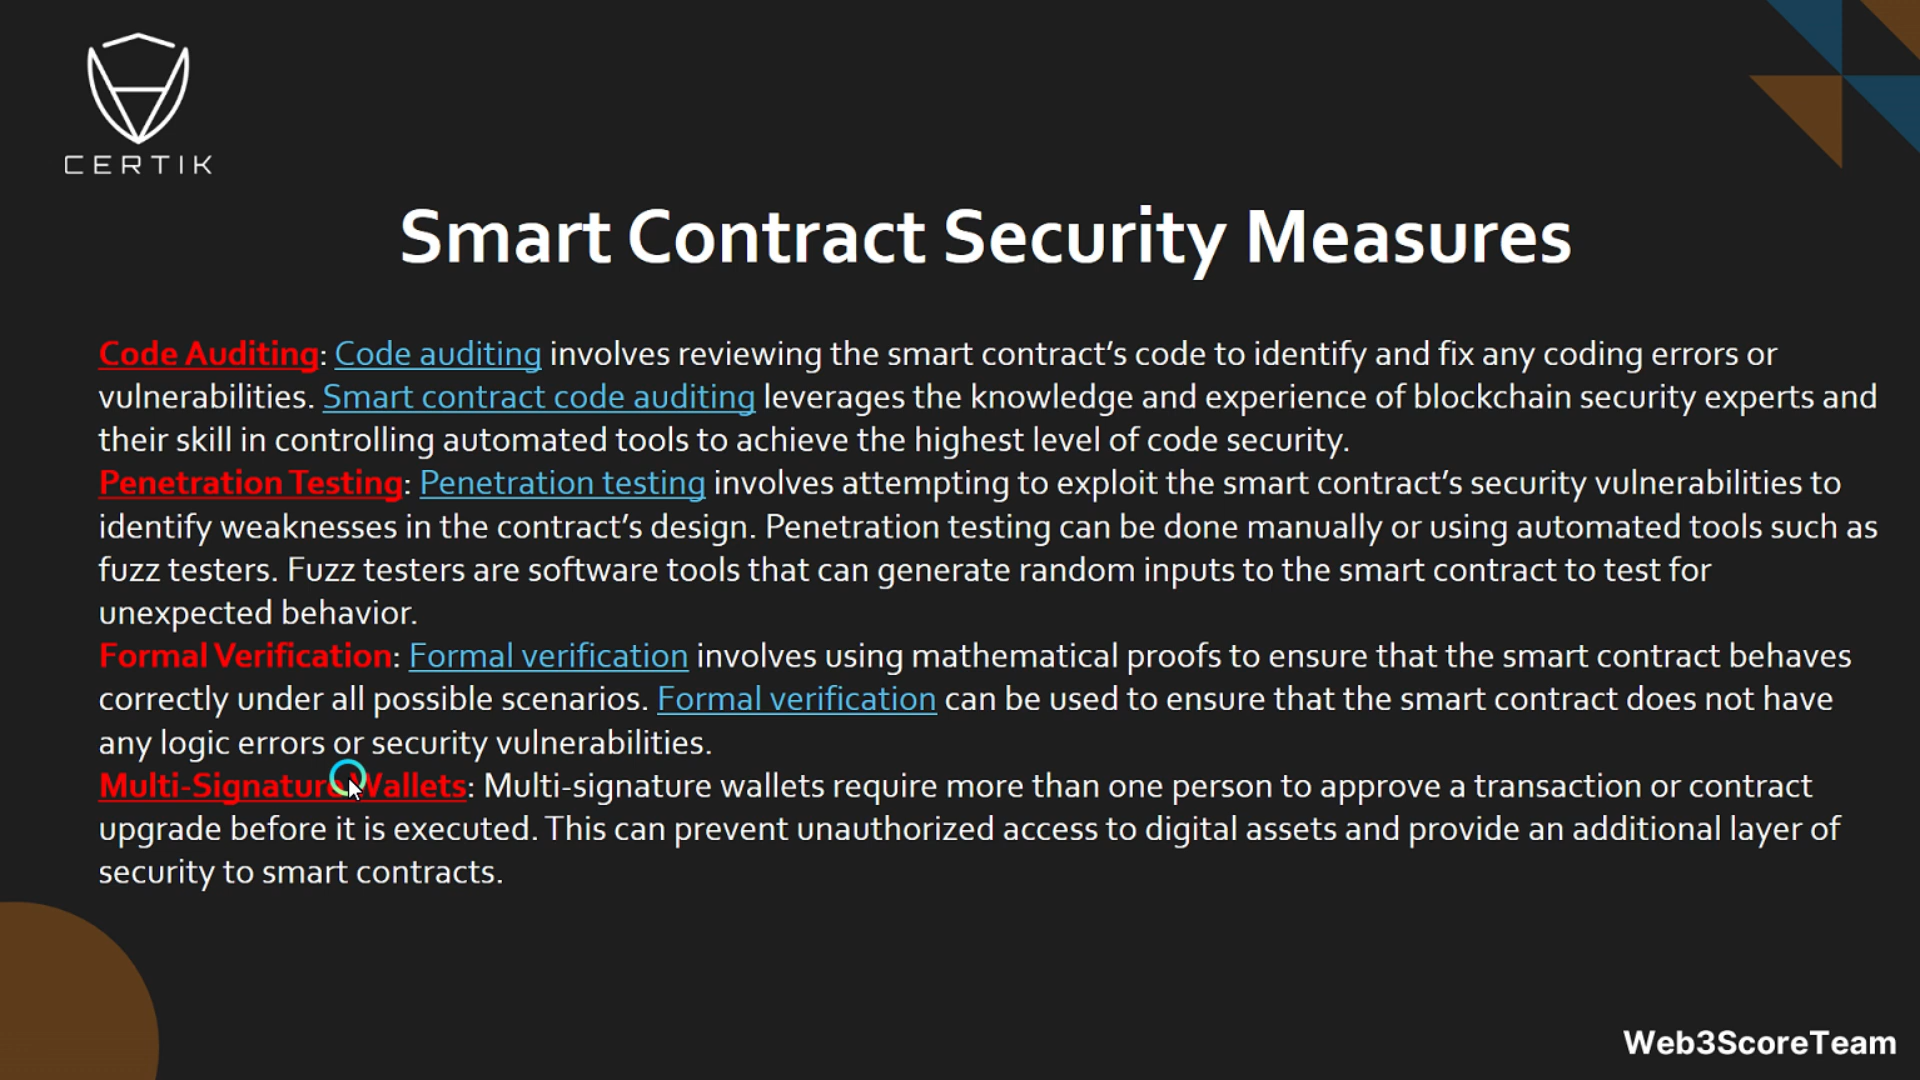 CERTIK
Smart Contract Security Measures
Code Auditing: Code auditing involves reviewing the smart contract’s code to identify and fix any coding errors or
vulnerabilities. Smart contract code auditing leverages the knowledge and experience of blockchain security experts and
their skill in controlling automated tools to achieve the highest level of code security.
Penetration Testing: Penetration testing involves attempting to exploit the smart contract’s security vulnerabilities to
identify weaknesses in the contract’s design. Penetration testing can be done manually or using automated tools such as
fuzz testers. Fuzz testers are software tools that can generate random inputs to the smart contract to test for
unexpected behavior.
Formal Verification: Formal verification involves using mathematical proofs to ensure that the smart contract behaves
correctly under all possible scenarios. Formal verification can be used to ensure that the smart contract does not have
any logic errors or security vulnerabilities.
Multi-Signature Wallets: Multi-signature wallets require more than one person to approve a transaction or contract
upgrade before it is executed. This can prevent unauthorized access to digital assets and provide an additional layer of
security to smart contracts.
Web3ScoreTeam